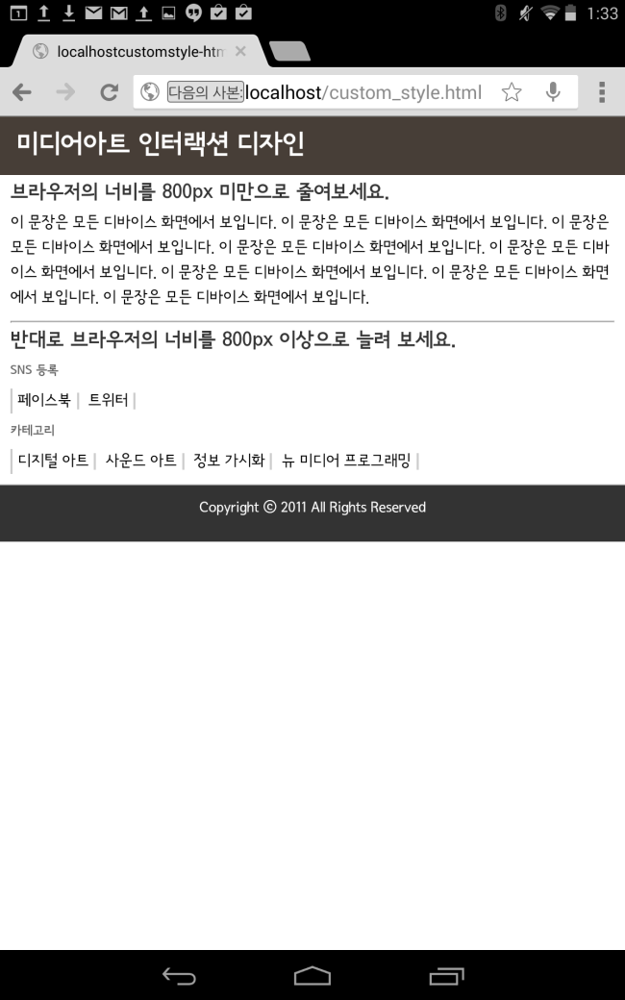 1
1:33
localhostcustomstyle-htm
다음의 사본:localhost/custom_style.html
미디어아트 인터랙션 디자인
브라우저의 너비를 800px 미만으로 줄여보세요.
이 문장은 모든 디바이스 화면에서 보입니다. 이 문장은 모든 디바이스 화면에서 보입니다. 이 문장은
모든 디바이스 화면에서 보입니다. 이 문장은 모든 디바이스 화면에서 보입니다. 이 문장은 모든 디바
이스 화면에서 보입니다. 이 문장은 모든 디바이스 화면에서 보입니다. 이 문장은 모든 디바이스 화면
에서 보입니다. 이 문장은 모든 디바이스 화면에서 보입니다.
반대로 브라우저의 너비를 800px 이상으로 늘려 보세요.
SNS 등록
페이스북 | 트위터 |
카테고리
디지털 아트 | 사운드 아트 | 정보 가시화 | 뉴 미디어 프로그래밍 |
Copyright ⓒ 2011 All Rights Reserved